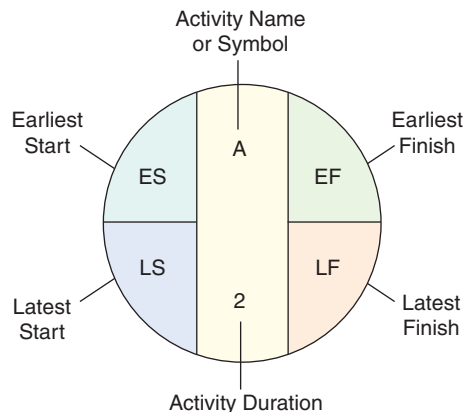 Activity Name
or Symbol
Earliest
Start
Earliest
Finish
A
ES
EF
LS
LF
2
Latest
Start
Latest
Finish
Activity Duration